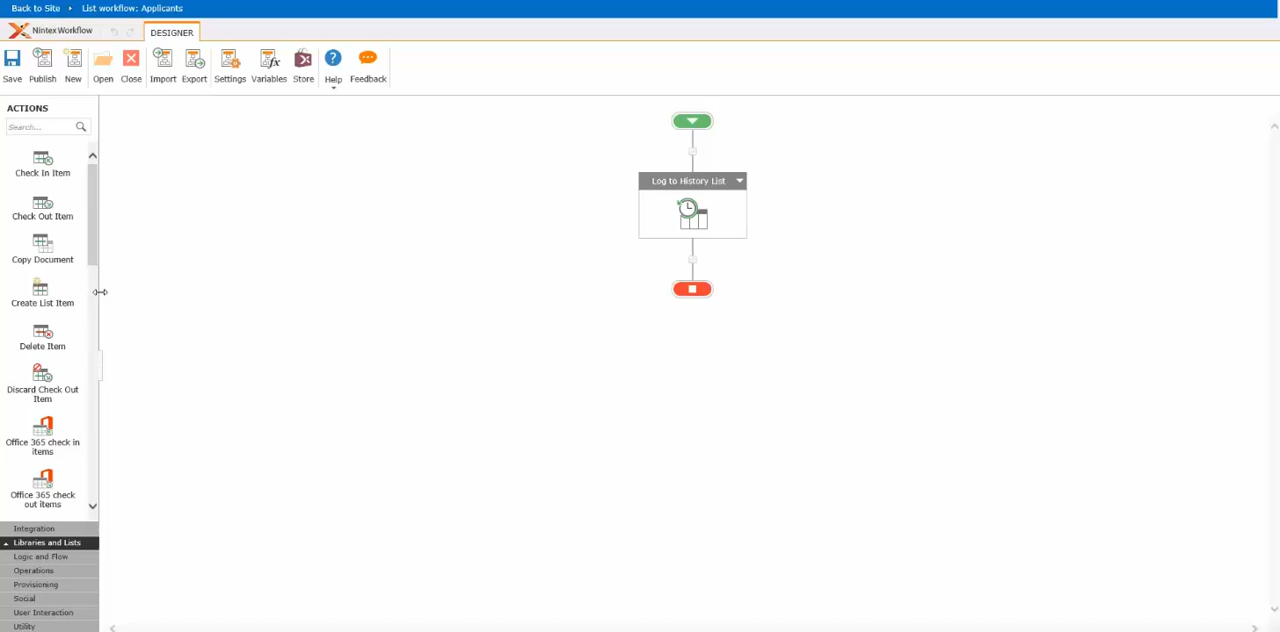 Back to Site ▸ List workflow: Applicants
Nintex Workflow
DESIGNER
Save Publish New Open Close Import Export Settings Variables Store Help Feedback
ACTIONS
Search...
Check In Item
Check Out Item
Copy Document
Create List Item
Delete Item
Discard Check Out
Item
Office 365 check in
items
Office 365 check
out items
Integration
Libraries and Lists
Logic and Flow
Operations
Provisioning
Social
User Interaction
Utility
Log to History List